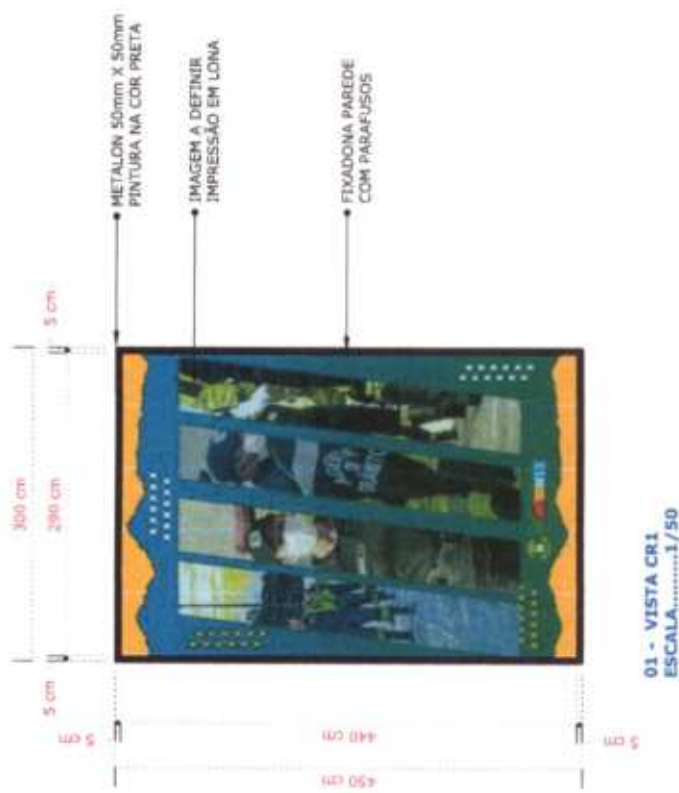 METALON 50mm X 50mm
PINTURA NA COR PRETA
IMAGEM A DEFINIR
IMPRESSÃO EM LONA
FIXADONA PAREDE
COM PARAFUSOS
300 cm
5 cm
290 cm
5 cm
5 cm
440 cm
450 cm
5 cm
01 - VISTA CR1
ESCALA.........1/50